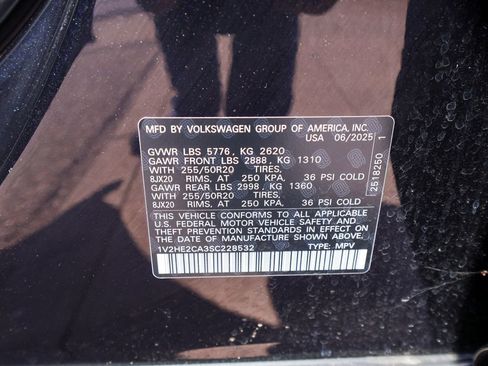 MFD BY VOLKSWAGEN GROUP OF AMERICA, INC.
USA 06/2025
GVWR LBS 5776, KG 2620
GAWR FRONT LBS 2888, KG 1310
WITH 255/50R20 TIRES,
8JX20 RIMS, AT 250 KPA, 36 PSI COLD
GAWR REAR LBS 2998, KG 1360
WITH 255/50R20 TIRES,
8JX20 RIMS, AT 250 KPA, 36 PSI COLD
THIS VEHICLE CONFORMS TO ALL APPLICABLE
U.S. FEDERAL MOTOR VEHICLE SAFETY AND
THEFT PREVENTION STANDARDS IN EFFECT ON
THE DATE OF MANUFACTURE SHOWN ABOVE.
1V2HE2CA3SC228532 TYPE: MPV
2518250 1